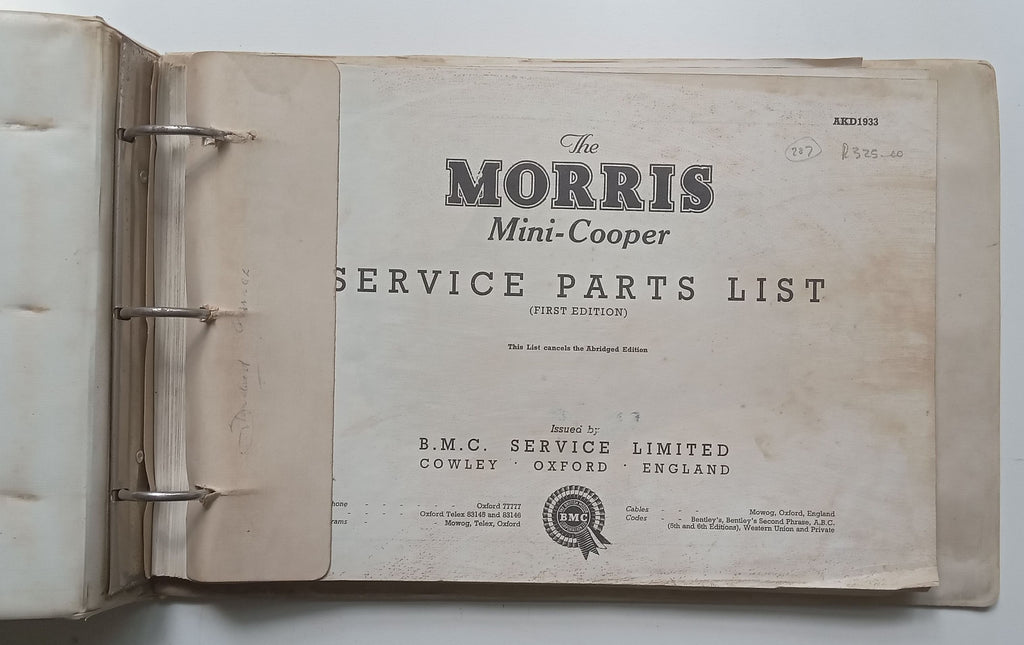 AKD1933
207 R325.00
The
MORRIS
Mini-Cooper
SERVICE PARTS LIST
(FIRST EDITION)
This List cancels the Abridged Edition
Issued by
B.M.C. SERVICE LIMITED
COWLEY · OXFORD · ENGLAND
hone - - - - Oxford 77777
Oxford Telex 83145 and 83146
rams - - Mowog, Telex, Oxford
BMC
Cables - - - - Mowog, Oxford, England
Codes - - Bentley's, Bentley's Second Phrase, A.B.C.
(5th and 6th Editions), Western Union and Private